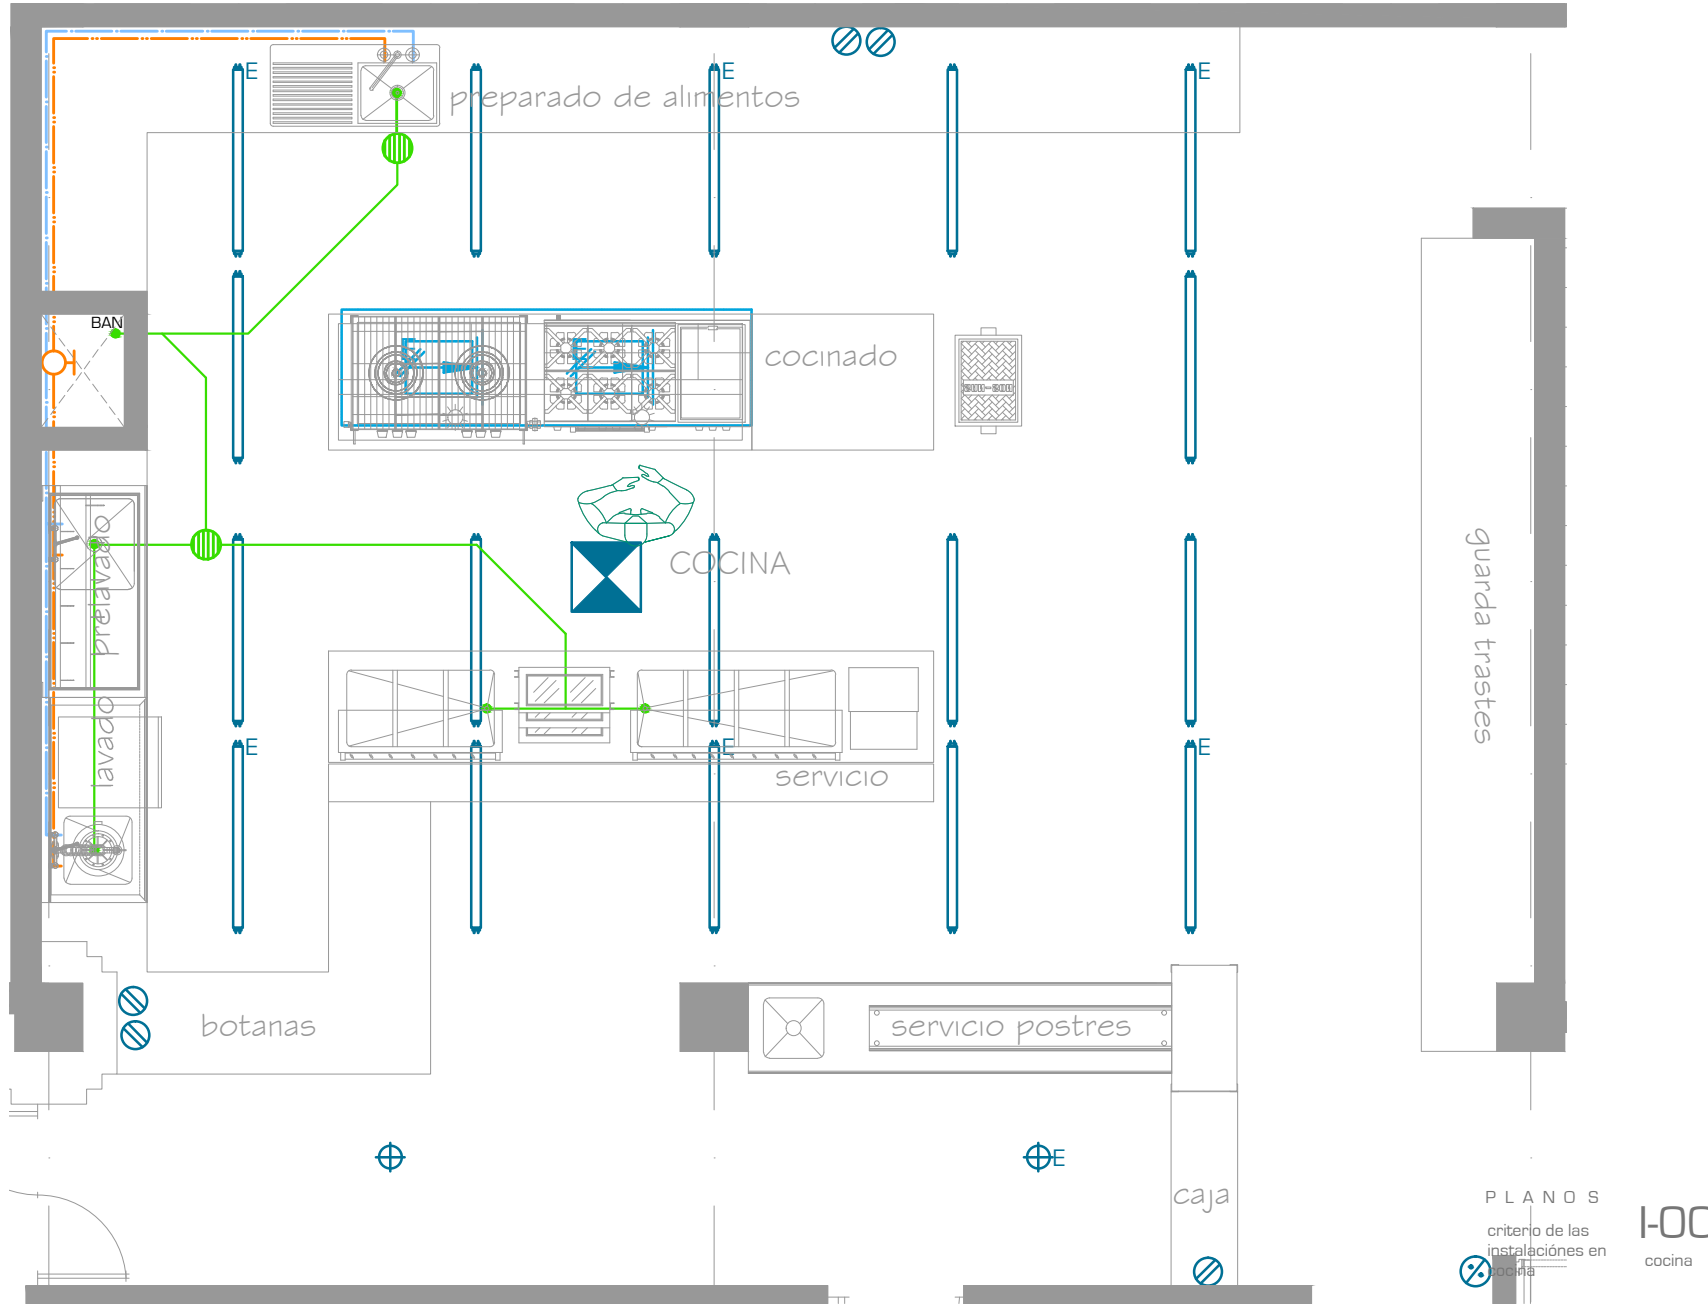 E
E
E
preparado de alimentos
BAN
cocinado
COCINA
prelavado
lavado
guarda trastes
E
E
E
servicio
botanas
servicio postres
E
caja
PLANOS
criterio de las
instalaciónes en
cocina
I-00
cocina